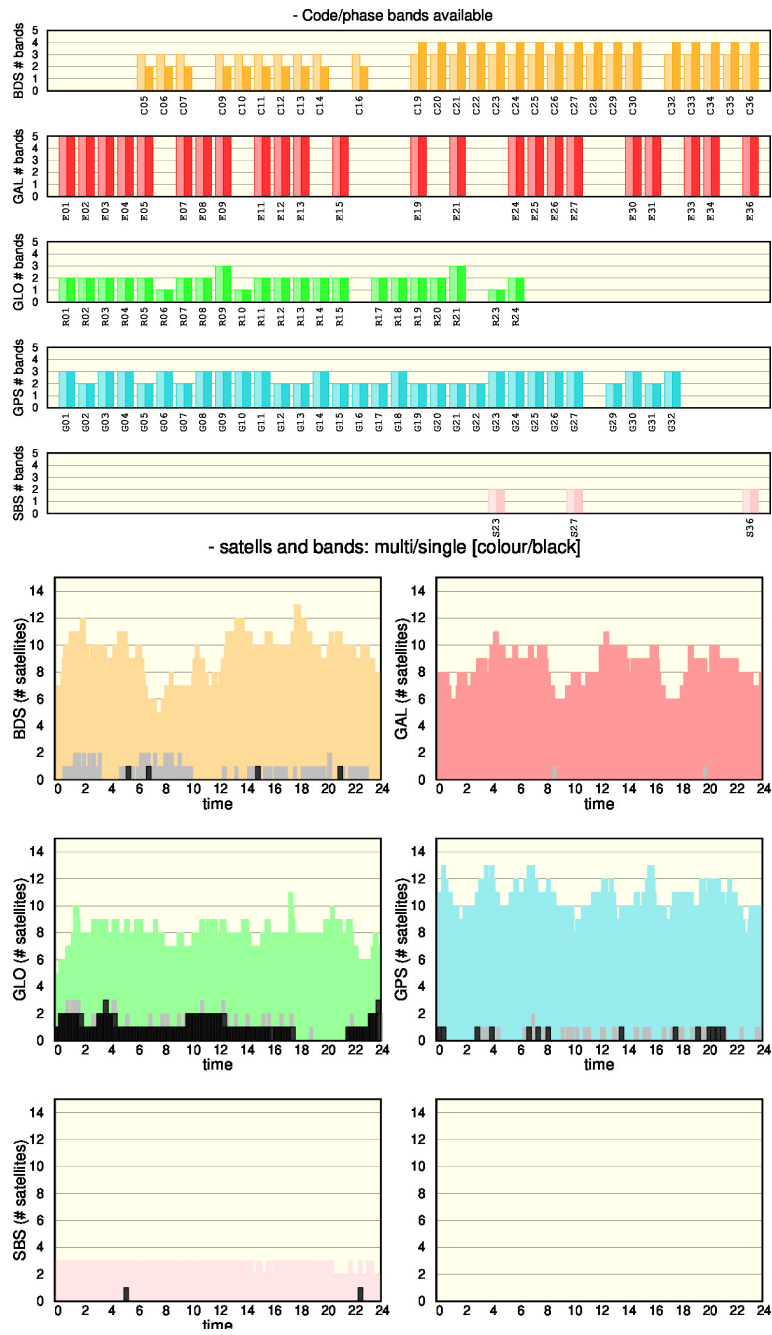 - Code/phase bands available
BDS # bands
5
4
3
2
1
0
C05 C06 C07 C09 C10 C11 C12 C13 C14 C16 C19 C20 C21 C22 C23 C24 C25 C26 C27 C28 C29 C30 C32 C33 C34 C35 C36
GAL # bands
5
4
3
2
1
0
E01 E02 E03 E04 E05 E07 E08 E09 E11 E12 E13 E15 E19 E21 E24 E25 E26 E27 E30 E31 E33 E34 E36
GLO # bands
5
4
3
2
1
0
R01 R02 R03 R04 R05 R06 R07 R08 R09 R10 R11 R12 R13 R14 R15 R17 R18 R19 R20 R21 R23 R24
GPS # bands
5
4
3
2
1
0
G01 G02 G03 G04 G05 G06 G07 G08 G09 G10 G11 G12 G13 G14 G15 G16 G17 G18 G19 G20 G21 G22 G23 G24 G25 G26 G27 G29 G30 G31 G32
SBS # bands
5
4
3
2
1
0
S23 S27 S36
- satells and bands: multi/single [colour/black]
BDS (# satellites)
14
12
10
8
6
4
2
0
0 2 4 6 8 10 12 14 16 18 20 22 24
time
GAL (# satellites)
14
12
10
8
6
4
2
0
0 2 4 6 8 10 12 14 16 18 20 22 24
time
GLO (# satellites)
14
12
10
8
6
4
2
0
0 2 4 6 8 10 12 14 16 18 20 22 24
time
GPS (# satellites)
14
12
10
8
6
4
2
0
0 2 4 6 8 10 12 14 16 18 20 22 24
time
SBS (# satellites)
14
12
10
8
6
4
2
0
0 2 4 6 8 10 12 14 16 18 20 22 24
time
14
12
10
8
6
4
2
0
0 2 4 6 8 10 12 14 16 18 20 22 24